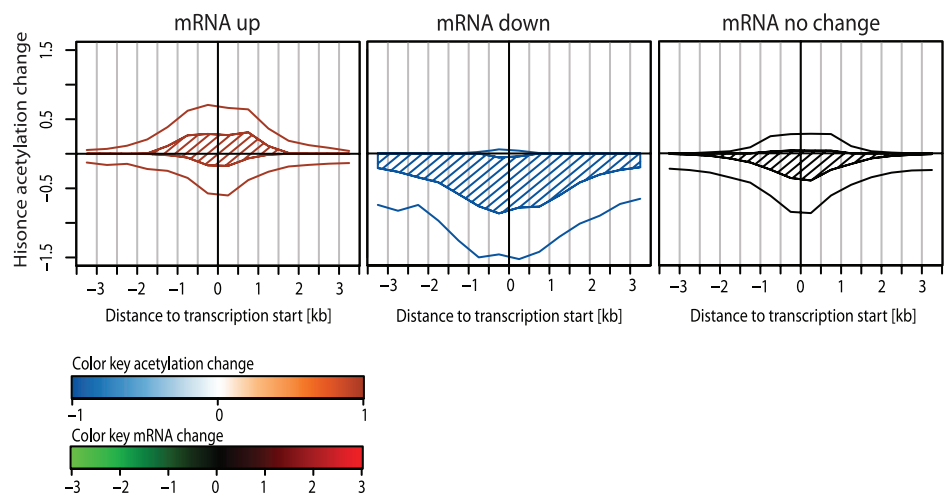 mRNA up
mRNA down
mRNA no change
Hisonce acetylation change
1.5
0.5
−0.5
−1.5
−3 −2 −1 0 1 2 3
−3 −2 −1 0 1 2 3
−3 −2 −1 0 1 2 3
Distance to transcription start [kb]
Distance to transcription start [kb]
Distance to transcription start [kb]
Color key acetylation change
−1 0 1
Color key mRNA change
−3 −2 −1 0 1 2 3